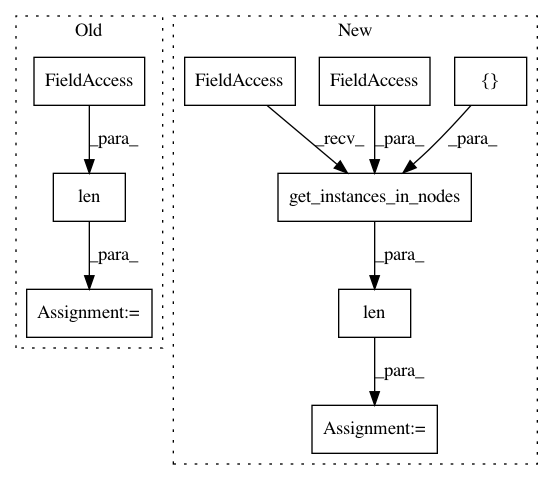 Old
New
FieldAccess
FieldAccess
FieldAccess
{}
_para_
_recv_
_para_
_para_
len
get_instances_in_nodes
_para_
_para_
Assignment:=
len
_para_
Assignment:=